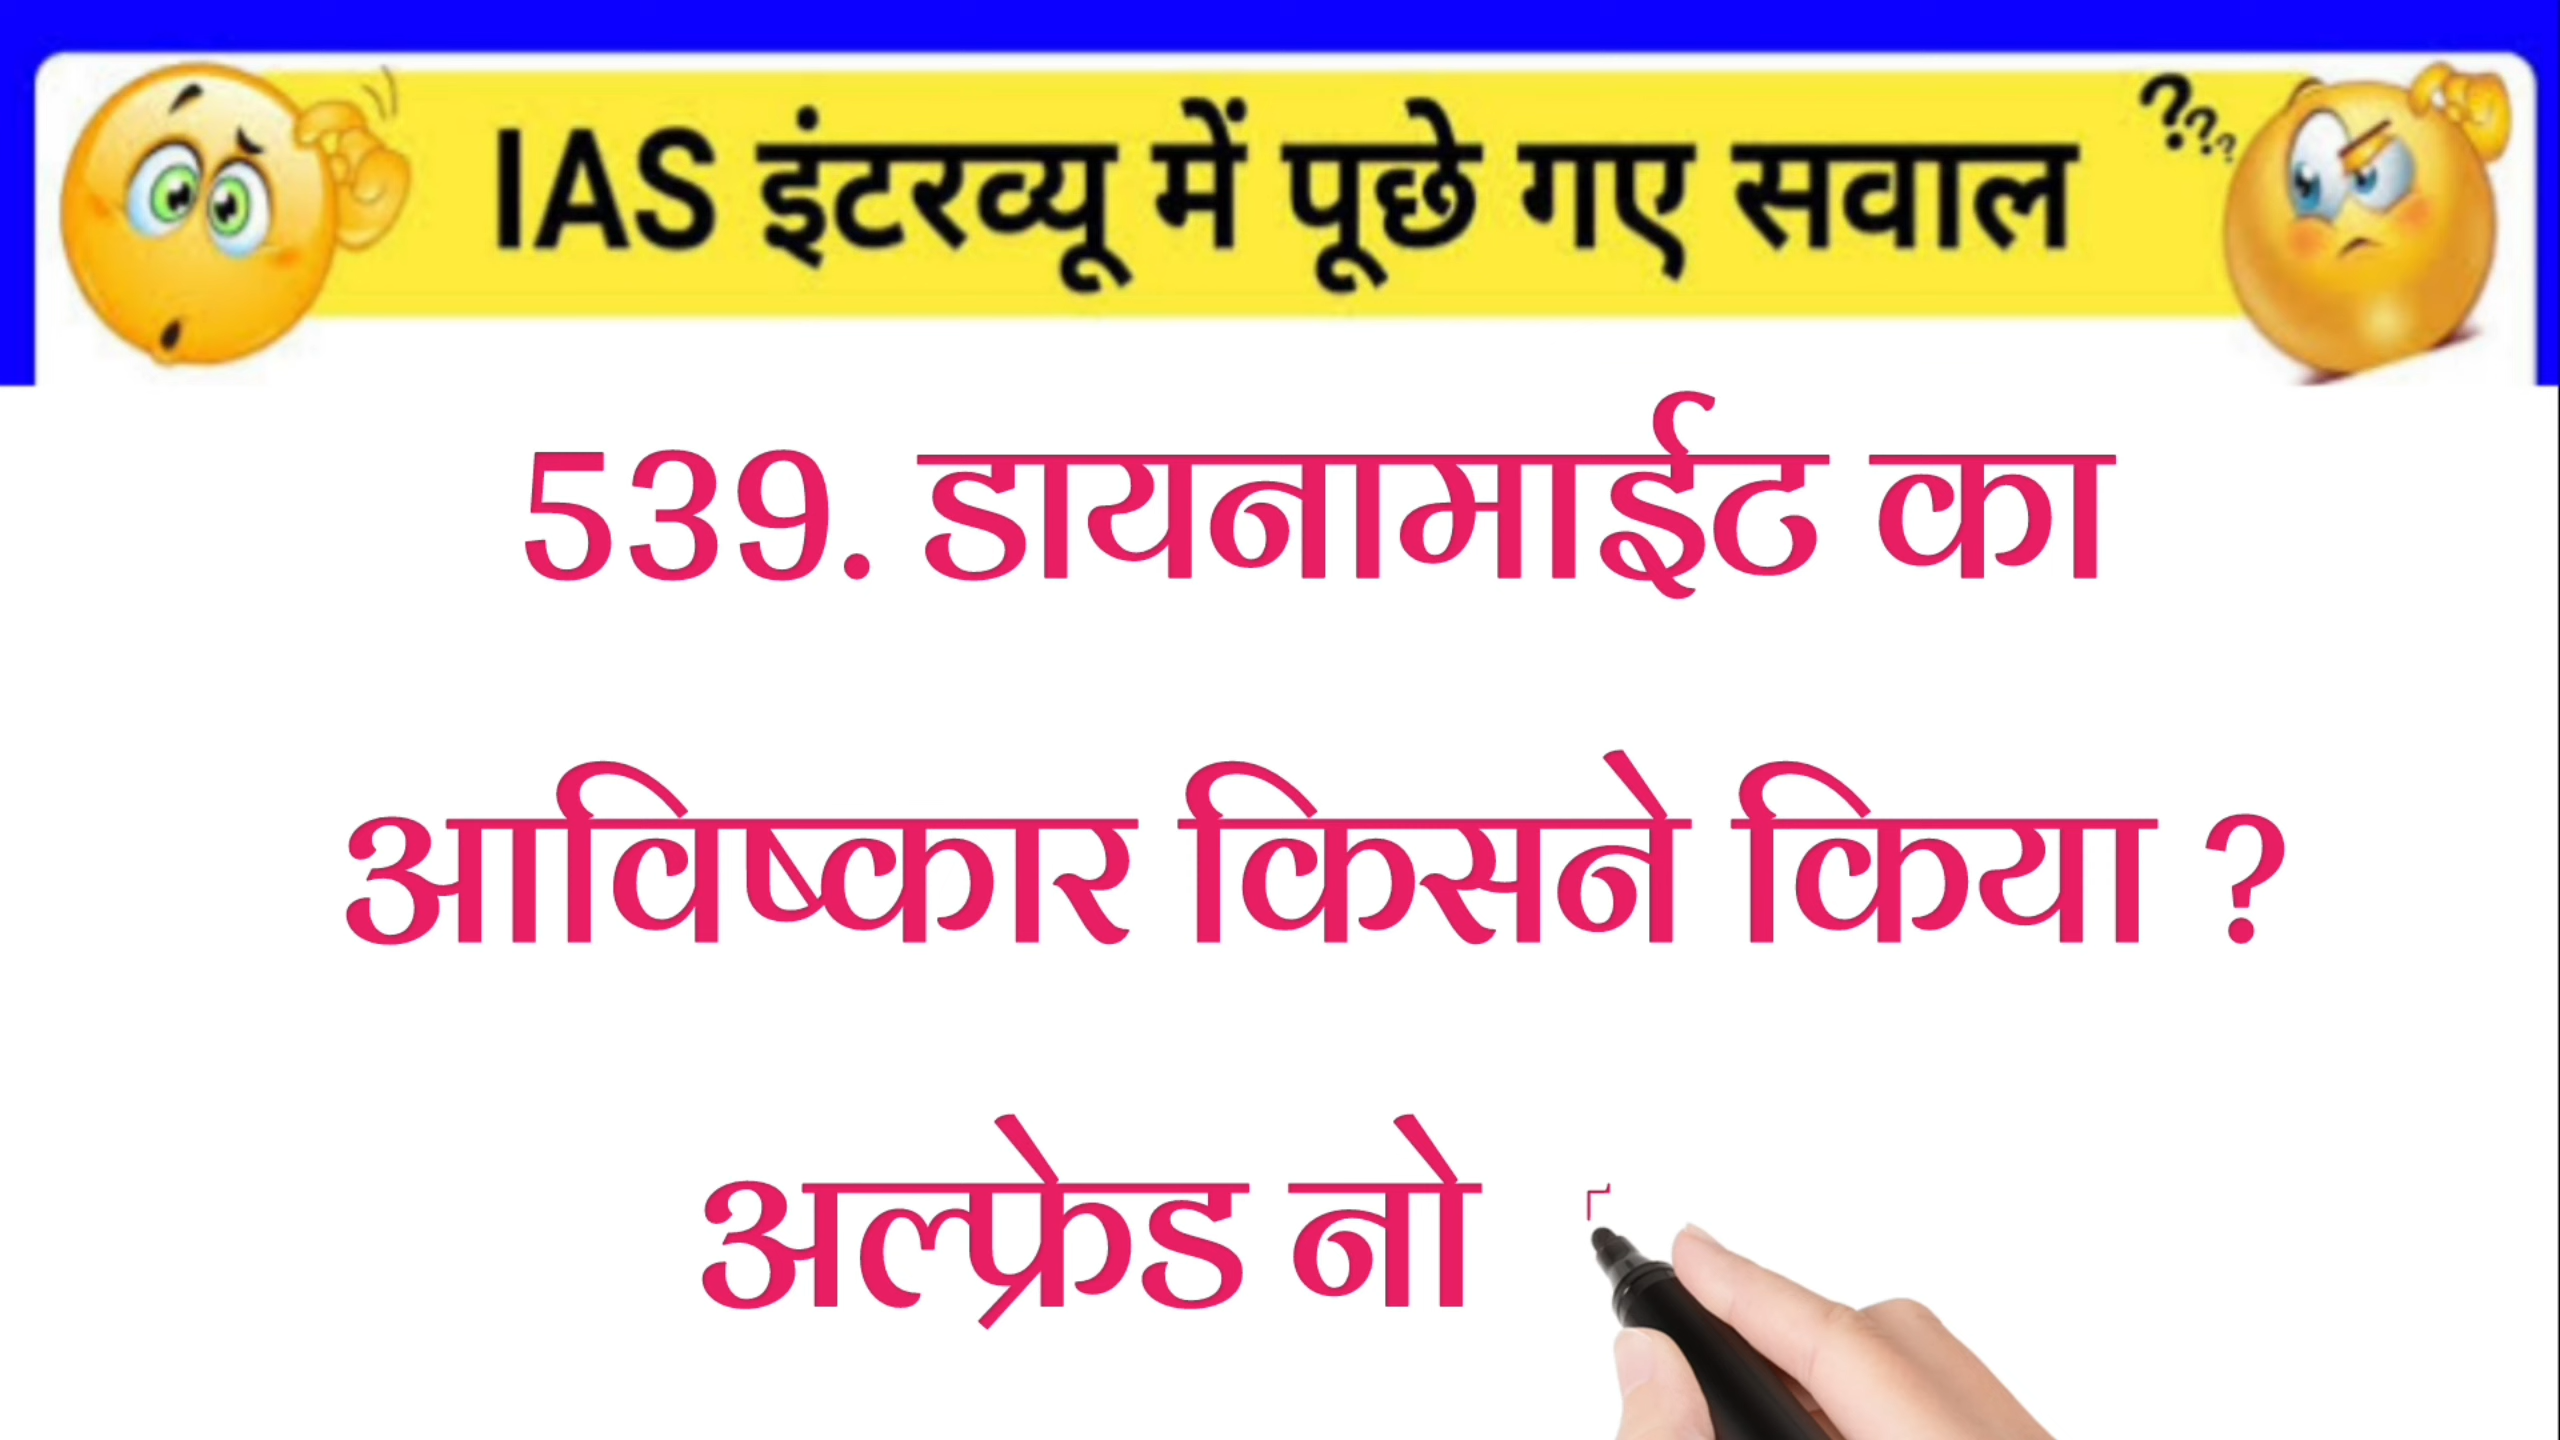 IAS इंटरव्यू में पूछे गए सवाल
???
539. डायनामाईट का
आविष्कार किसने किया ?
अल्फ्रेड नो